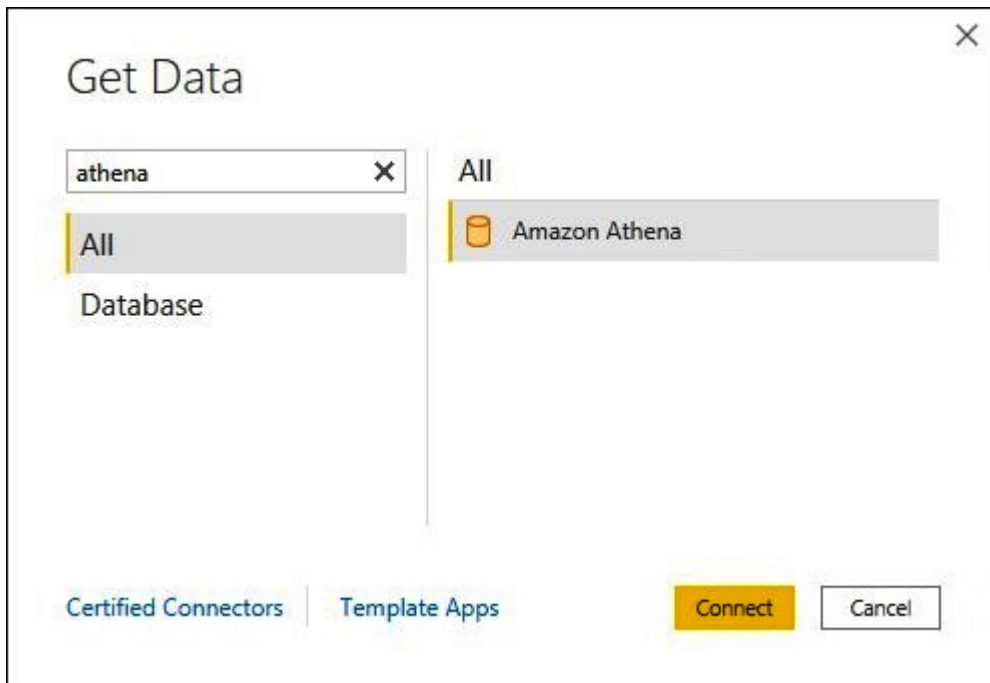 Get Data
athena
All
Database
All
Amazon Athena
Certified Connectors
Template Apps
Connect
Cancel